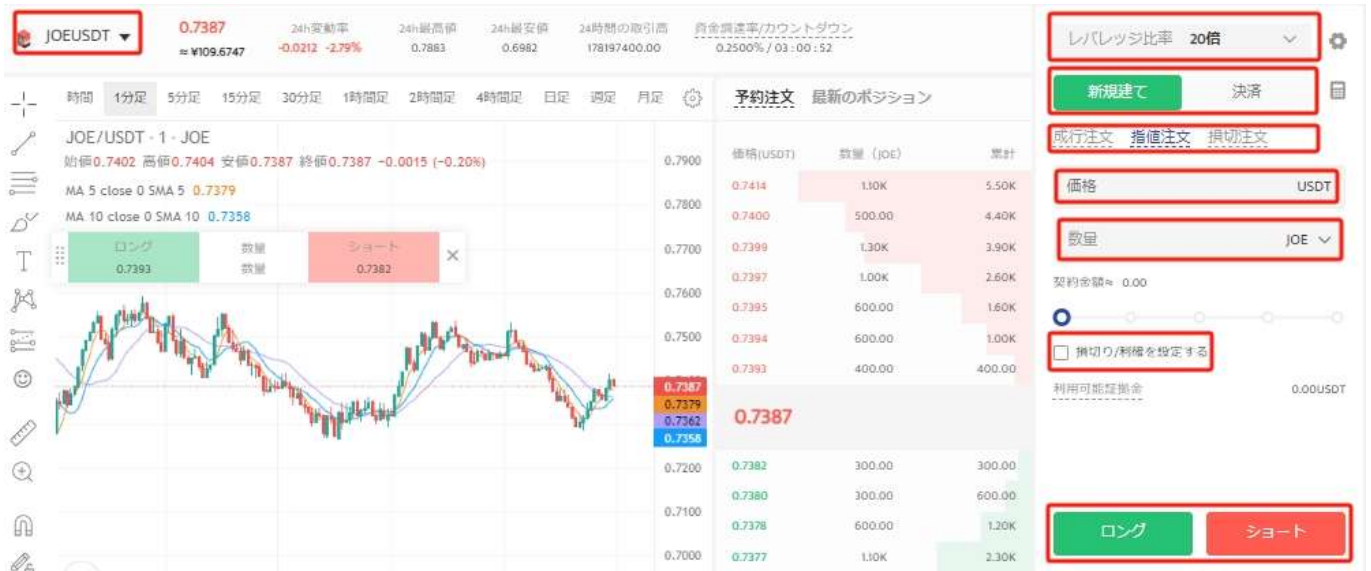 JOEUSDT
0.7387
≈ ¥109.6747
24h変動率
-0.0212 -2.79%
24h最高値
0.7883
24h最安値
0.6982
24時間の取引高
178197400.00
資金調達率/カウントダウン
0.2500% / 03 : 00 : 52
時間 1分足 5分足 15分足 30分足 1時間足 2時間足 4時間足 日足 週足 月足
JOE/USDT · 1 · JOE
始値0.7402 高値0.7404 安値0.7387 終値0.7387 -0.0015 (-0.20%)
MA 5 close 0 SMA 5 0.7379
MA 10 close 0 SMA 10 0.7358
ロング 数量 ショート
0.7393 数量 0.7382
0.7900
0.7800
0.7700
0.7600
0.7500
0.7387
0.7379
0.7362
0.7358
0.7200
0.7100
0.7000
予約注文 最新のポジション
価格(USDT) 数量 (JOE) 累計
0.7414 1.10K 5.50K
0.7400 500.00 4.40K
0.7399 1.30K 3.90K
0.7397 1.00K 2.60K
0.7395 600.00 1.60K
0.7394 600.00 1.00K
0.7393 400.00 400.00
0.7387
0.7382 300.00 300.00
0.7380 300.00 600.00
0.7378 600.00 1.20K
0.7377 1.10K 2.30K
レバレッジ比率 20倍
新規建て 決済
成行注文 指値注文 損切注文
価格 USDT
数量 JOE
契約金額≈ 0.00
損切り/利確を設定する
利用可能証拠金 0.00USDT
ロング ショート